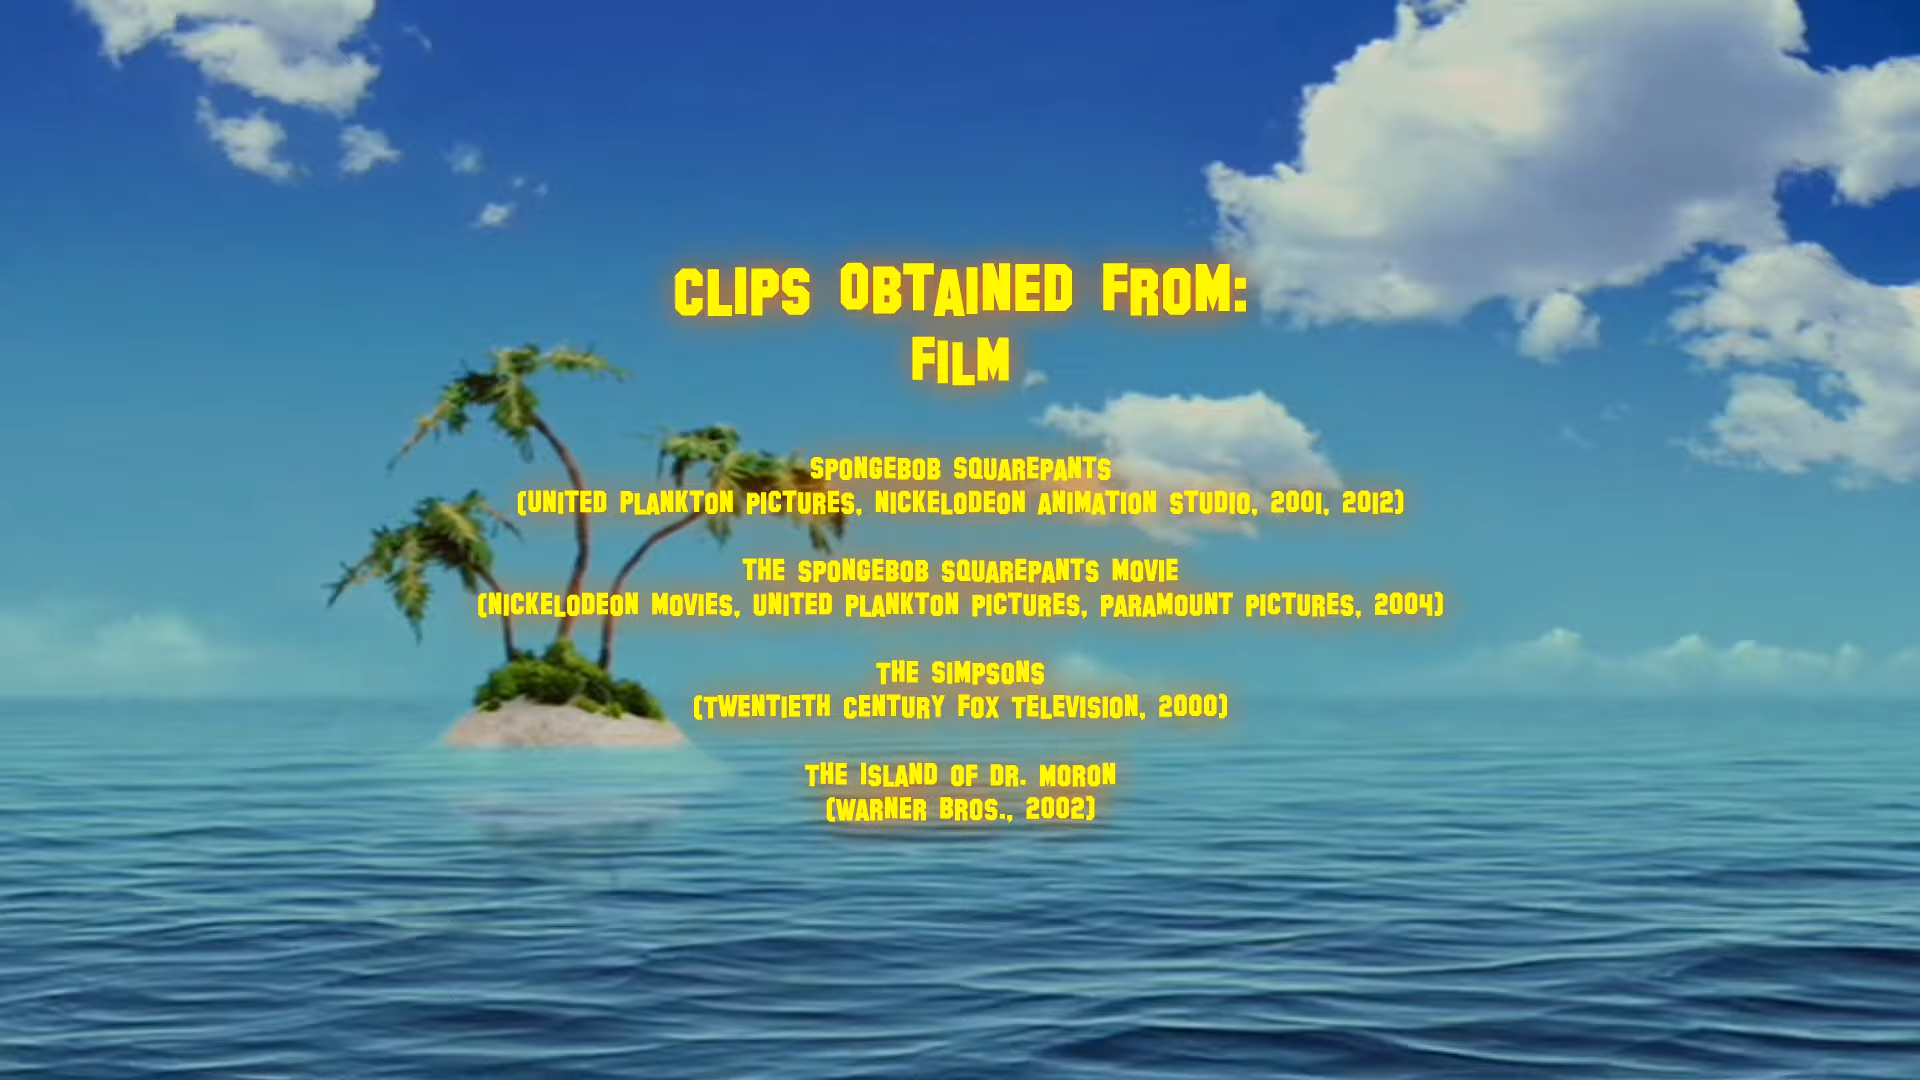 CLIPS OBTAINED FROM:
FILM
SPONGEBOB SQUAREPANTS
(UNITED PLANKTON PICTURES, NICKELODEON ANIMATION STUDIO, 2001, 2012)
THE SPONGEBOB SQUAREPANTS MOVIE
(NICKELODEON MOVIES, UNITED PLANKTON PICTURES, PARAMOUNT PICTURES, 2004)
THE SIMPSONS
(TWENTIETH CENTURY FOX TELEVISION, 2000)
THE ISLAND OF DR. MORON
(WARNER BROS., 2002)